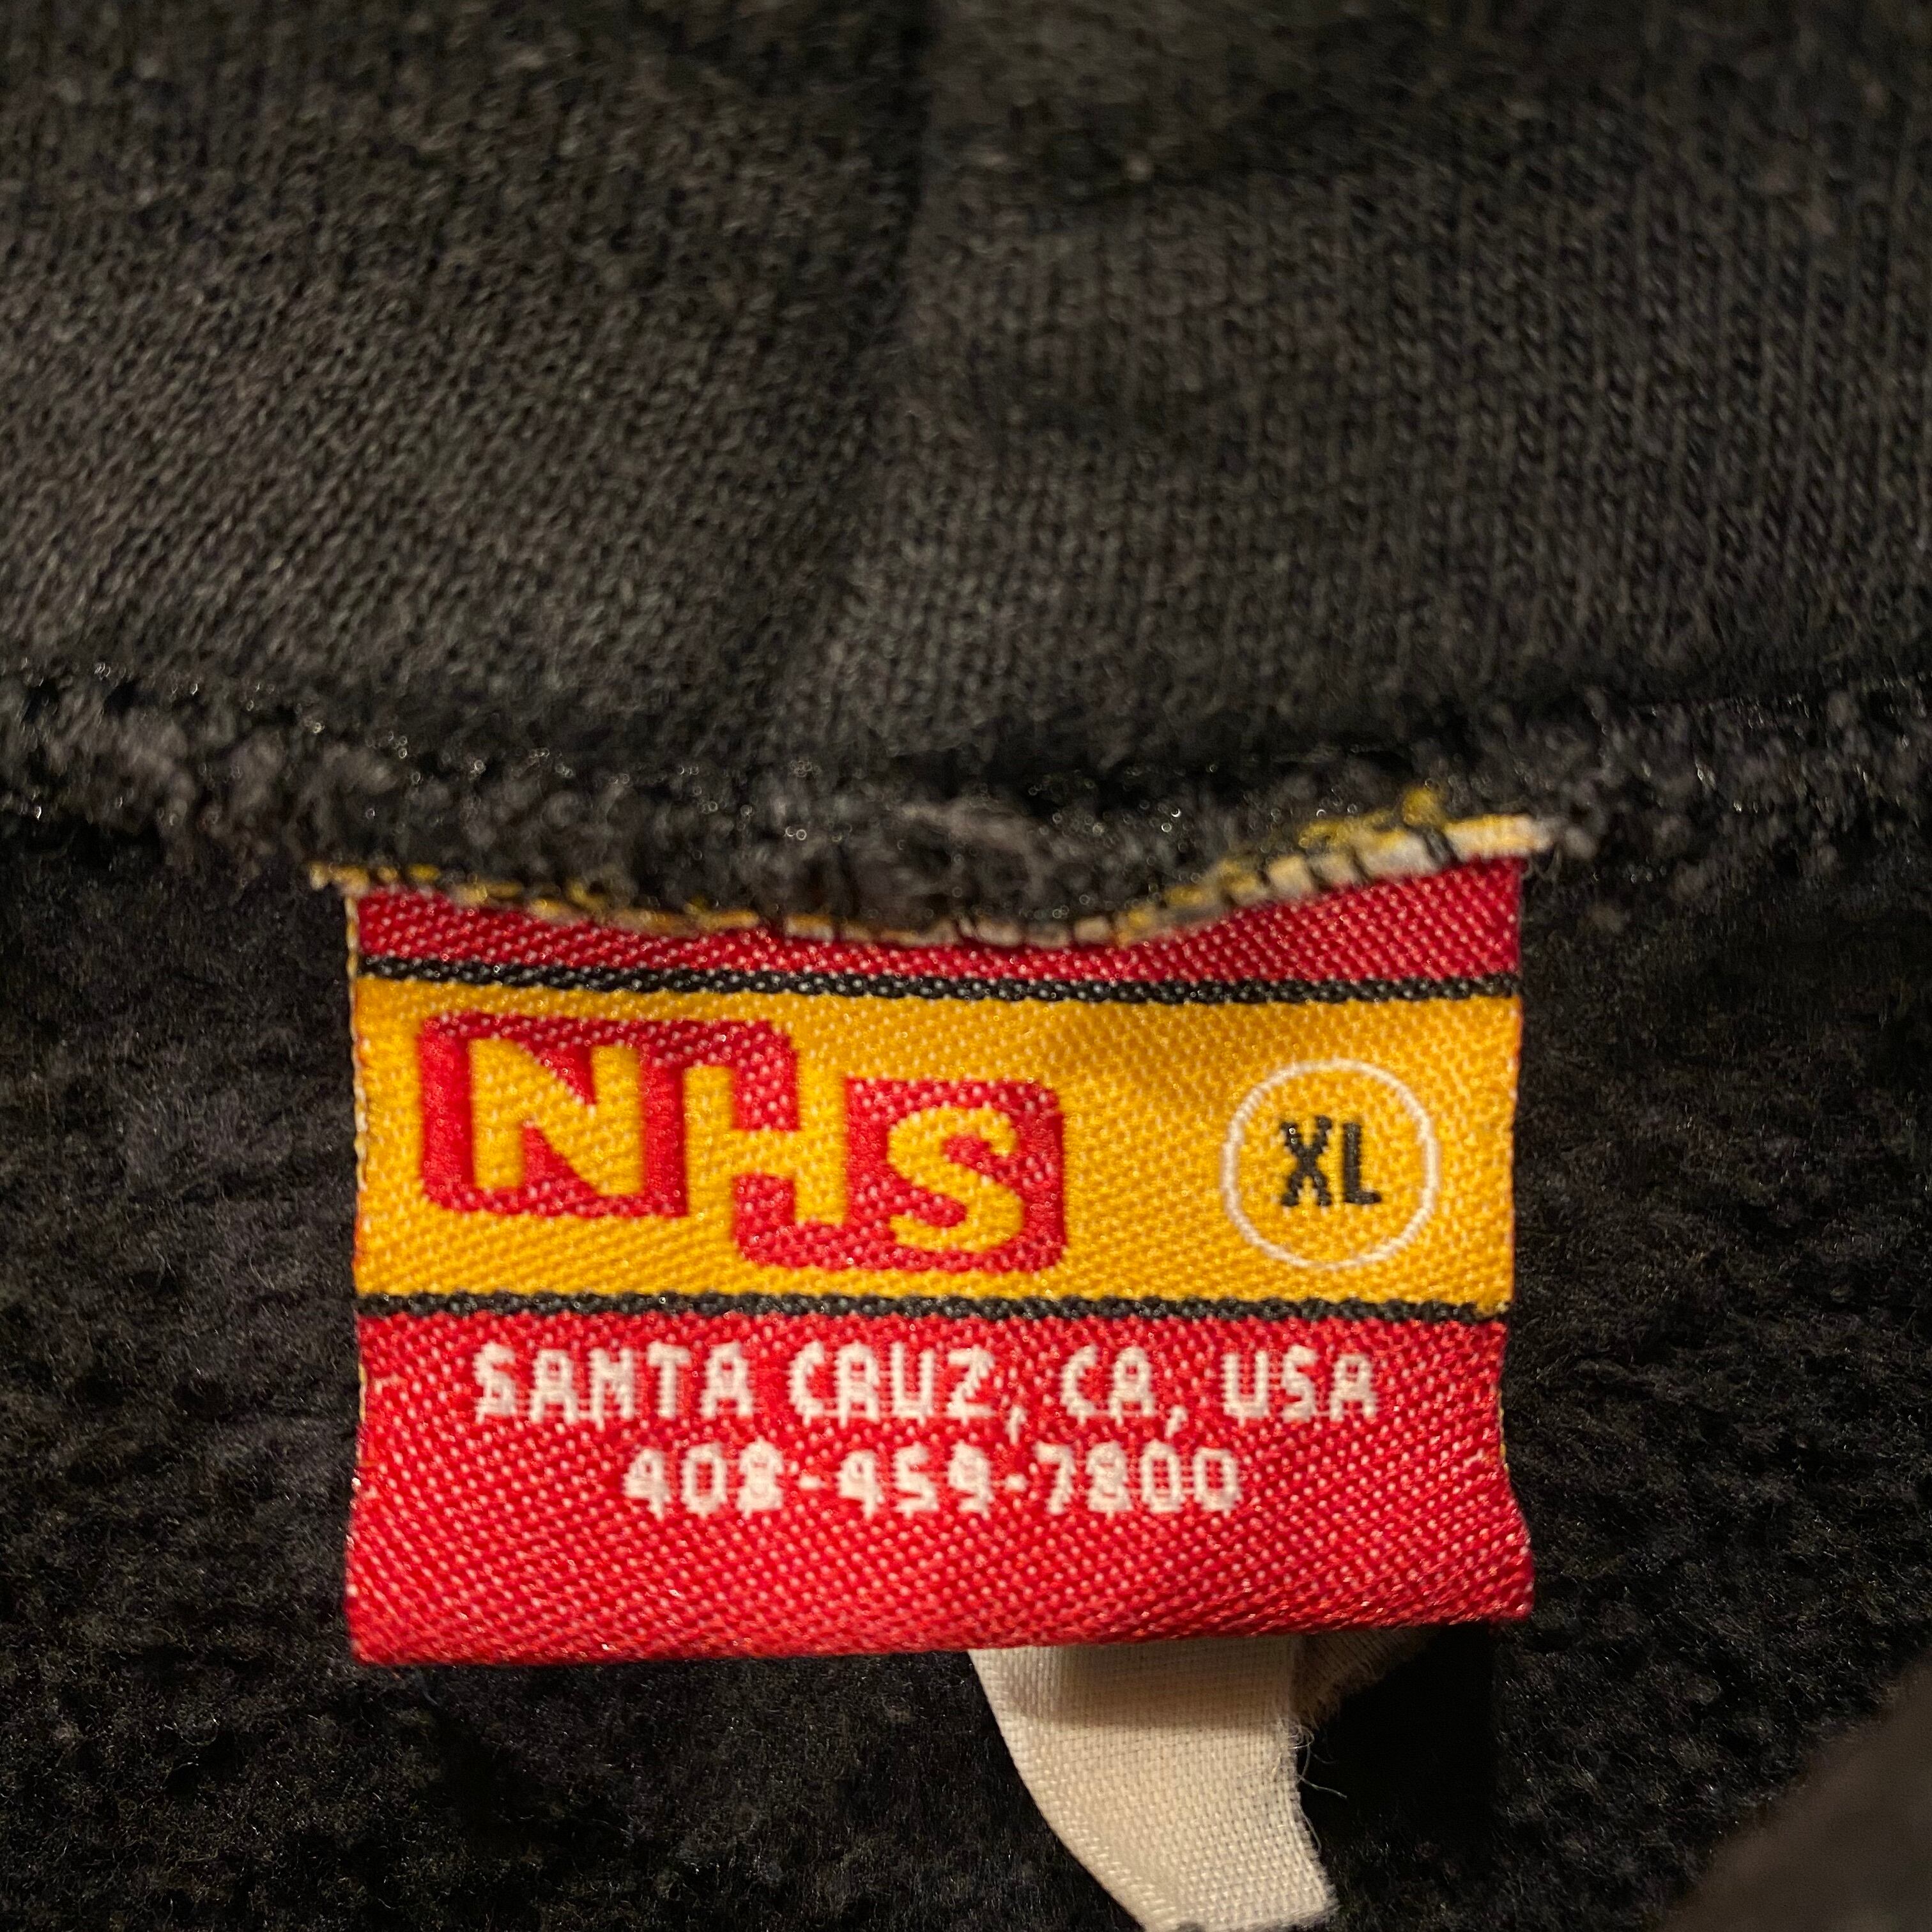 NHS
XL
SANTA CRUZ, CA, USA
408-459-7800